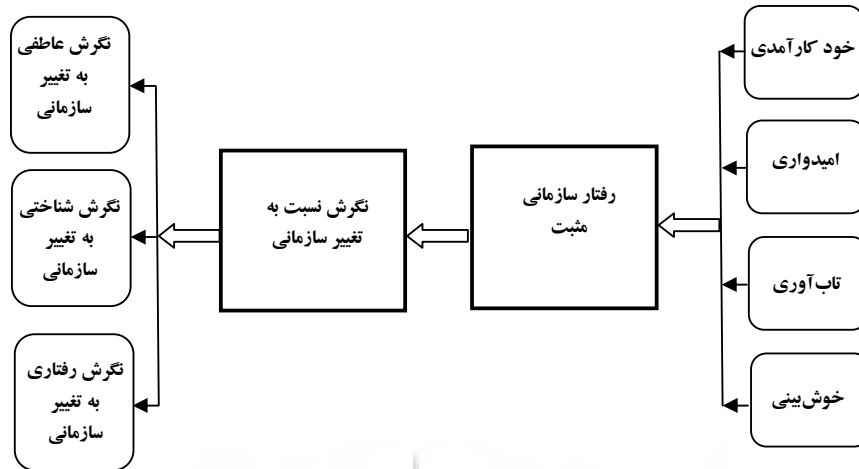 خود کارآمدی
امیدواری
تاب‌آوری
خوش‌بینی
رفتار سازمانی
مثبت
نگرش نسبت به
تغییر سازمانی
نگرش عاطفی
به تغییر
سازمانی
نگرش شناختی
به تغییر
سازمانی
نگرش رفتاری
به تغییر
سازمانی